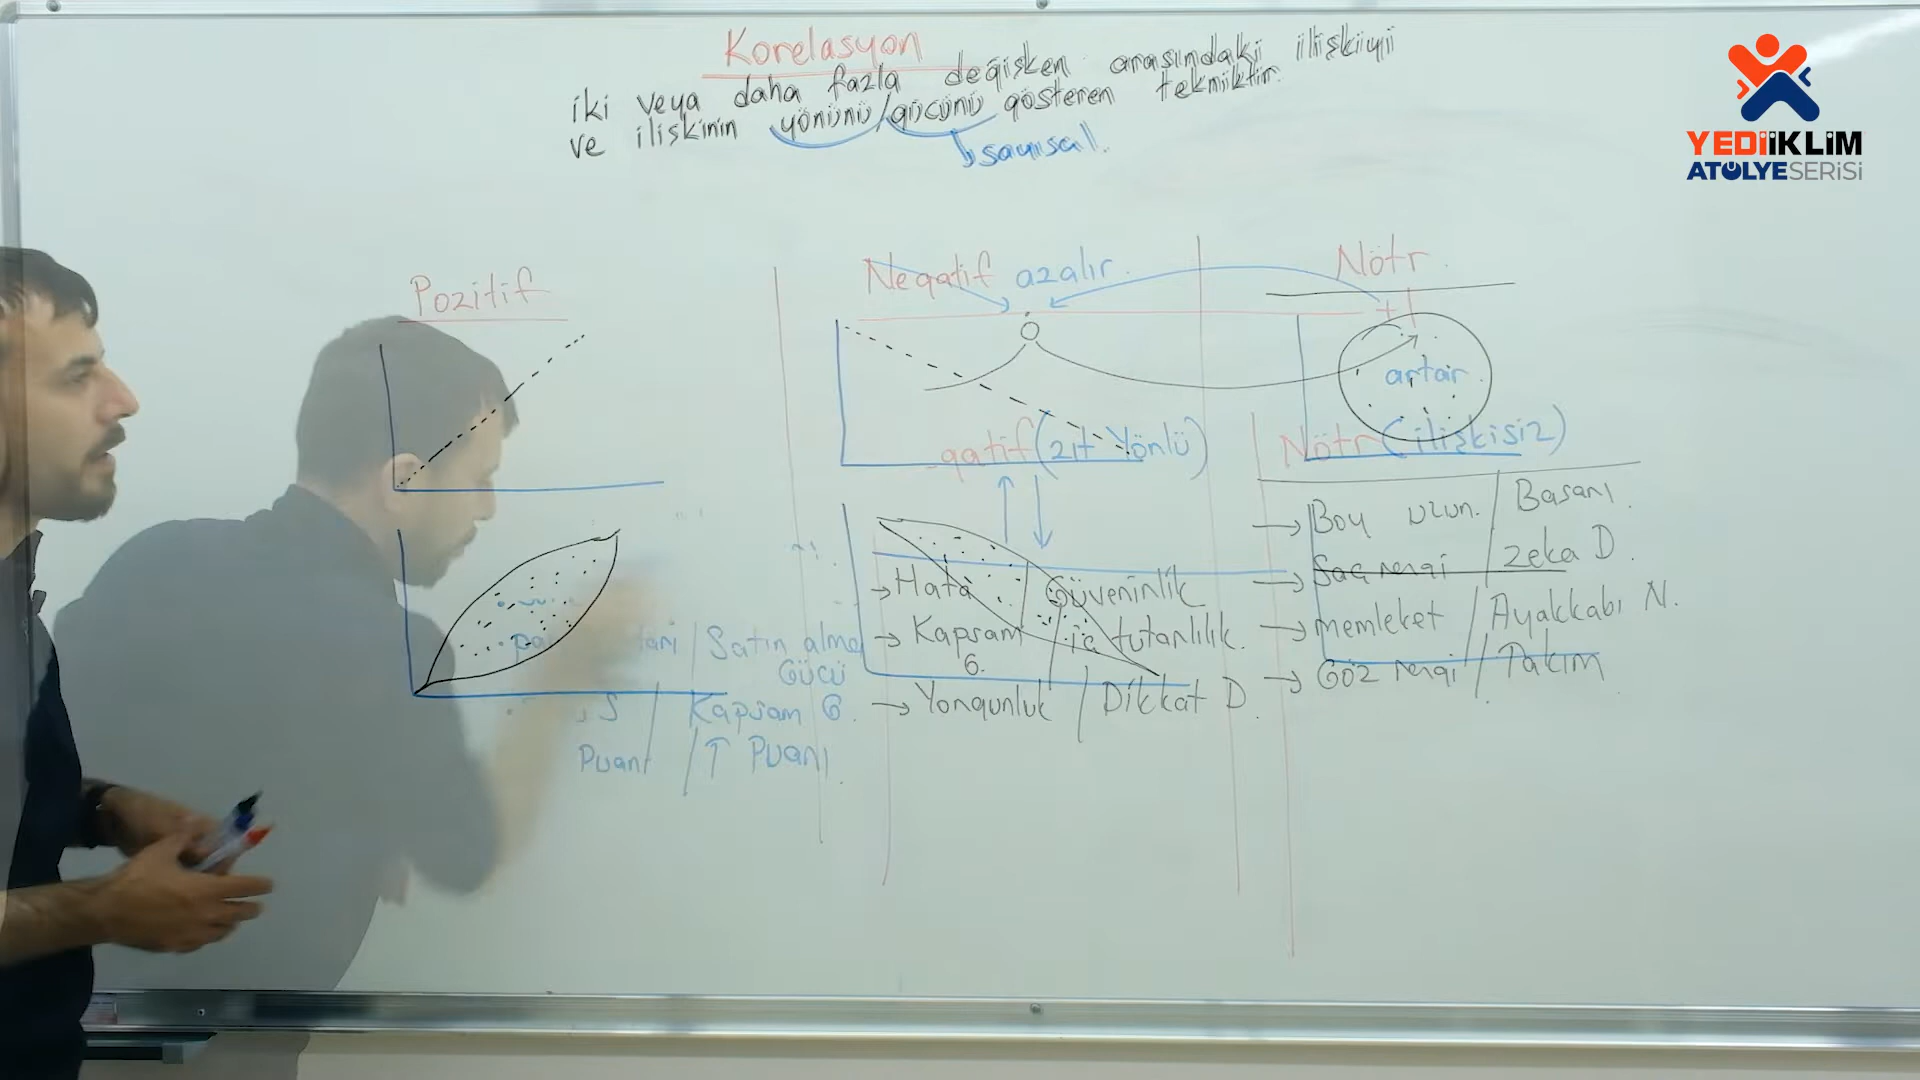 Korelasyon
iki veya daha fazla değişken arasındaki ilişkiyi
ve ilişkinin yönünü/gücünü gösteren tekniktir.
sayısal.
YEDİİKLİM
ATÖLYE SERİSİ
Pozitif
Negatif azalır.
Nötr.
+
artar.
gatif (zıt Yönlü)
Nötr (ilişkisiz)
→ Boy uzun. / Başarı.
→ Saç rengi / zeka D.
→ memleket / Ayakkabı N.
→ Göz rengi / Takım
→ Hata / Güvenirlik
→ Kapsam G. / iç tutarlılık.
→ Yorgunluk / Dikkat D.
/ Satın alma Gücü
S / Kapsam G.
Puanı / T Puanı.